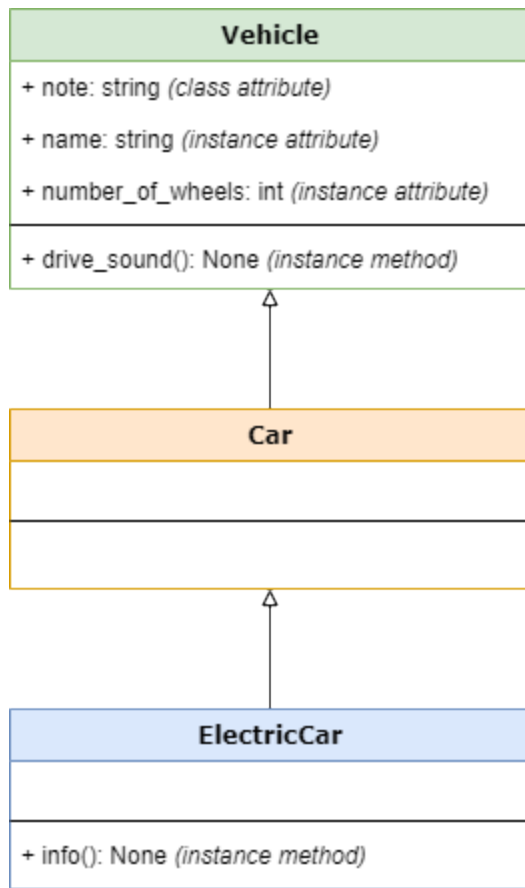 Vehicle
+ note: string (class attribute)
+ name: string (instance attribute)
+ number_of_wheels: int (instance attribute)
+ drive_sound(): None (instance method)
Car
ElectricCar
+ info(): None (instance method)